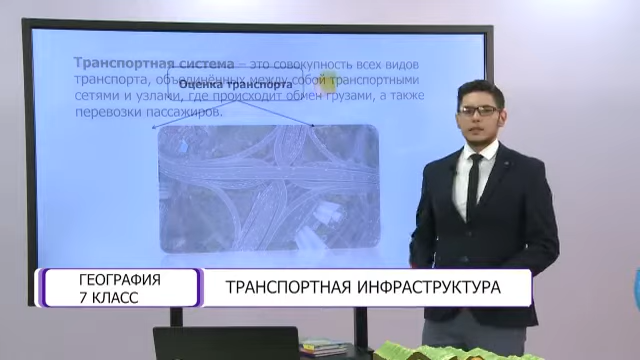 Транспортная система – это совокупность всех видов
транспорта, объединённых между собой транспортными
Оценка транспорта
сетями и узлами, где происходит обмен грузами, а также
перевозки пассажиров.
ГЕОГРАФИЯ
7 КЛАСС
ТРАНСПОРТНАЯ ИНФРАСТРУКТУРА